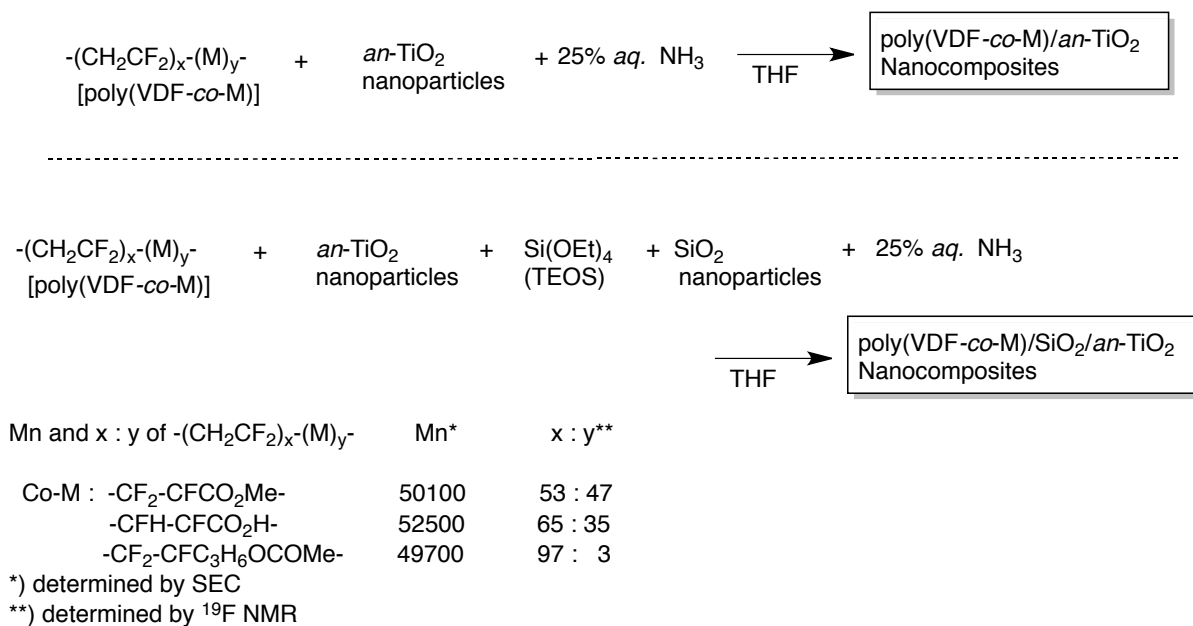 -(CH2CF2)x-(M)y- + an-TiO2 + 25% aq. NH3 poly(VDF-co-M)/an-TiO2
[poly(VDF-co-M)] nanoparticles THF Nanocomposites
-(CH2CF2)x-(M)y- + an-TiO2 + Si(OEt)4 + SiO2 + 25% aq. NH3
[poly(VDF-co-M)] nanoparticles (TEOS) nanoparticles
poly(VDF-co-M)/SiO2/an-TiO2
THF Nanocomposites
Mn and x : y of -(CH2CF2)x-(M)y- Mn* x : y**
Co-M : -CF2-CFCO2Me- 50100 53 : 47
-CFH-CFCO2H- 52500 65 : 35
-CF2-CFC3H6OCOMe- 49700 97 : 3
*) determined by SEC
**) determined by 19F NMR